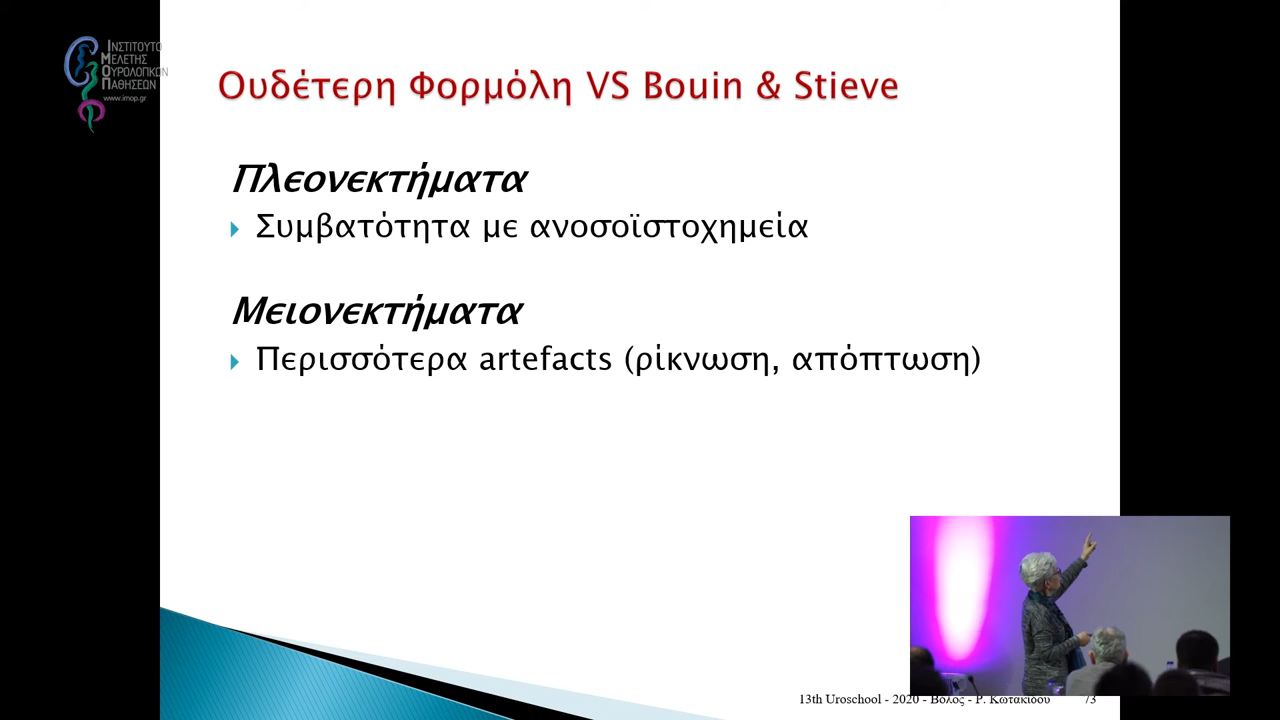 ΙΝΣΤΙΤΟΥΤΟ
ΜΕΛΕΤΗΣ
ΟΥΡΟΛΟΓΙΚΩΝ
ΠΑΘΗΣΕΩΝ
www.imop.gr
Ουδέτερη Φορμόλη VS Bouin & Stieve
Πλεονεκτήματα
Συμβατότητα με ανοσοϊστοχημεία
Μειονεκτήματα
Περισσότερα artefacts (ρίκνωση, απόπτωση)
13th Uroschool - 2020 - Βόλος - Ρ. Κωτακίδου
73